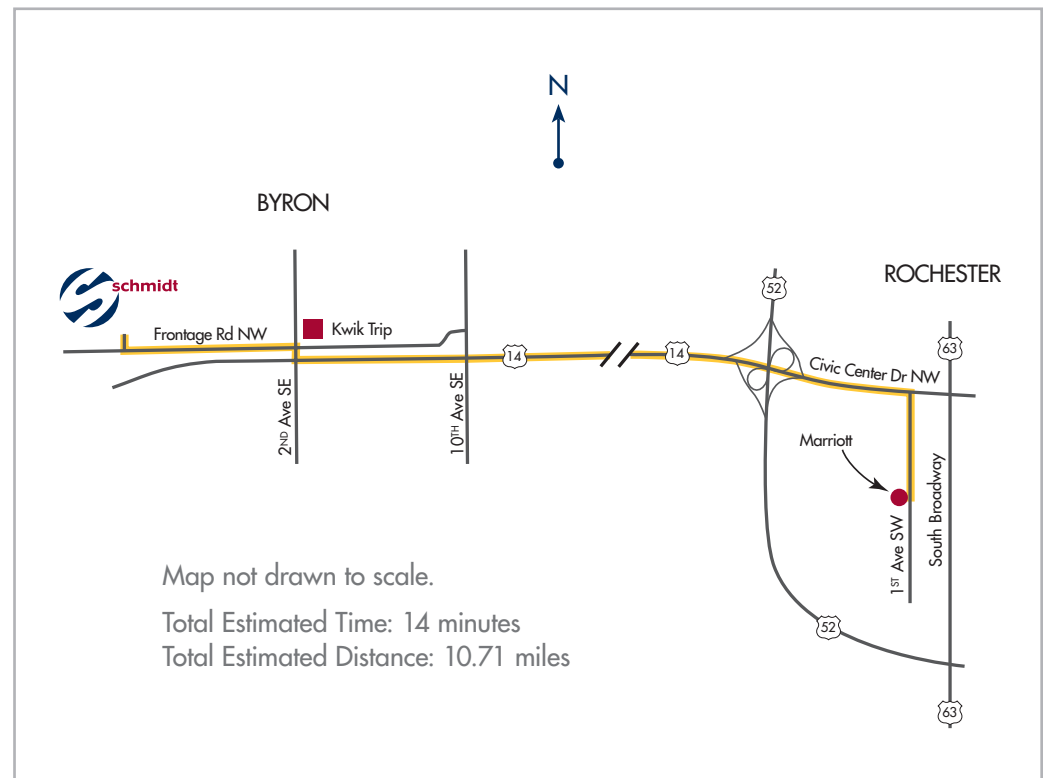 N
BYRON
ROCHESTER
schmidt
Frontage Rd NW
Kwik Trip
52
63
14
14
Civic Center Dr NW
2ND Ave SE
10TH Ave SE
Marriott
1ST Ave SW
South Broadway
52
63
Map not drawn to scale.
Total Estimated Time: 14 minutes
Total Estimated Distance: 10.71 miles